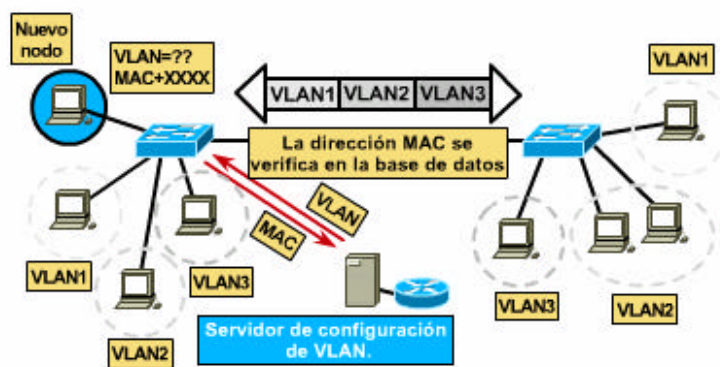 Nuevo
nodo
VLAN=??
MAC+XXXX
VLAN1 VLAN2 VLAN3
VLAN1
La dirección MAC se
verifica en la base de datos
VLAN
MAC
VLAN1
VLAN3
VLAN2
VLAN3
VLAN2
Servidor de configuración
de VLAN.